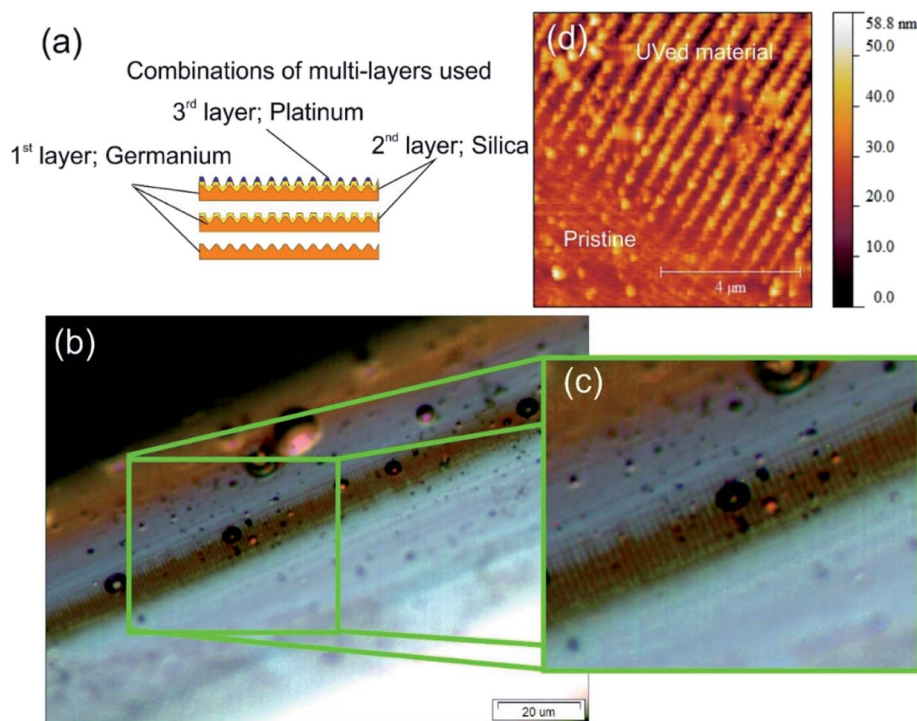 (a)
Combinations of multi-layers used
3rd layer; Platinum
1st layer; Germanium
2nd layer; Silica
(d)
UVed material
Pristine
4 μm
58.8 nm
50.0
40.0
30.0
20.0
10.0
0.0
(b)
20 um
(c)